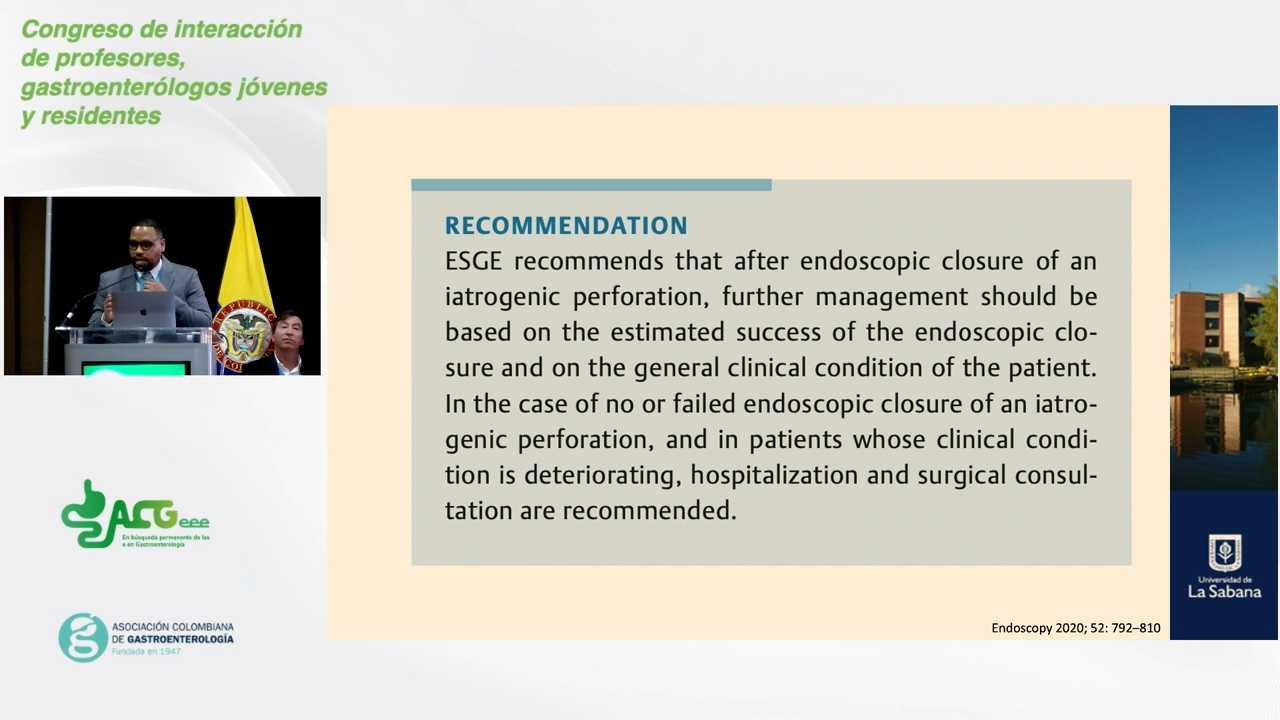 Congreso de interacción
de profesores,
gastroenterólogos jóvenes
y residentes
RECOMMENDATION
ESGE recommends that after endoscopic closure of an
iatrogenic perforation, further management should be
based on the estimated success of the endoscopic clo-
sure and on the general clinical condition of the patient.
In the case of no or failed endoscopic closure of an iatro-
genic perforation, and in patients whose clinical condi-
tion is deteriorating, hospitalization and surgical consul-
tation are recommended.
Endoscopy 2020; 52: 792–810
REPUBLIC
ACG eee
En búsqueda permanente de las
e en Gastroenterología
ASOCIACIÓN COLOMBIANA
DE GASTROENTEROLOGÍA
Fundada en 1947
Universidad de
La Sabana